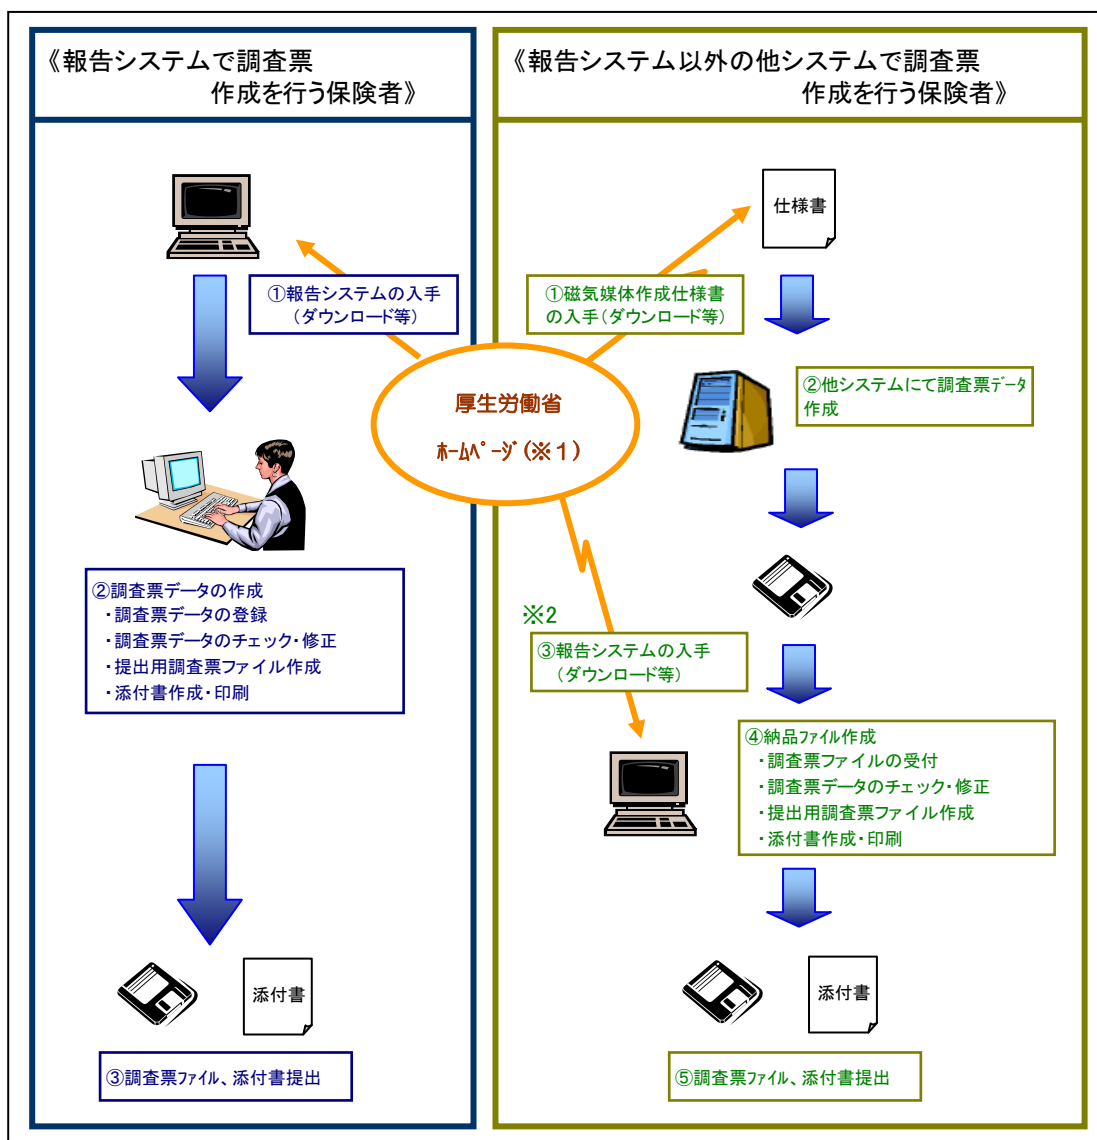 《報告システムで調査票
作成を行う保険者》
①報告システムの入手
(ダウンロード等)
②調査票データの作成
・調査票データの登録
・調査票データのチェック・修正
・提出用調査票ファイル作成
・添付書作成・印刷
添付書
③調査票ファイル、添付書提出
厚生労働省
ﾎｰﾑﾍﾟｰｼﾞ(※1)
《報告システム以外の他システムで調査票
作成を行う保険者》
仕様書
①磁気媒体作成仕様書
の入手(ダウンロード等)
②他システムにて調査票ﾃﾞｰﾀ
作成
※2
③報告システムの入手
(ダウンロード等)
④納品ファイル作成
・調査票ファイルの受付
・調査票データのチェック・修正
・提出用調査票ファイル作成
・添付書作成・印刷
添付書
⑤調査票ファイル、添付書提出